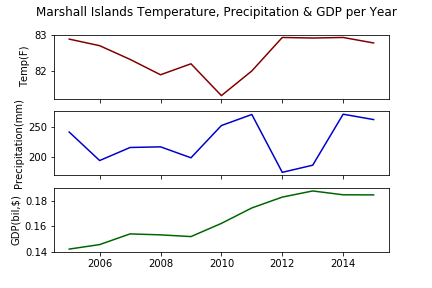 Marshall Islands Temperature, Precipitation & GDP per Year
83
82
Temp(F)
250
200
Precipitation(mm)
0.18
0.16
0.14
GDP(bil,$)
2006 2008 2010 2012 2014